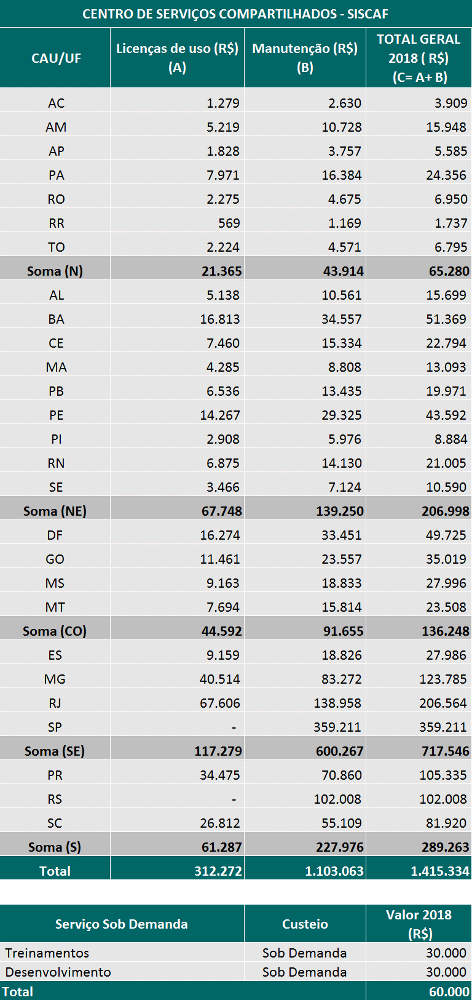 CENTRO DE SERVIÇOS COMPARTILHADOS - SISCAF
CAU/UF Licenças de uso (R$) (A) Manutenção (R$) (B) TOTAL GERAL 2018 ( R$) (C= A+ B)
AC 1.279 2.630 3.909
AM 5.219 10.728 15.948
AP 1.828 3.757 5.585
PA 7.971 16.384 24.356
RO 2.275 4.675 6.950
RR 569 1.169 1.737
TO 2.224 4.571 6.795
Soma (N) 21.365 43.914 65.280
AL 5.138 10.561 15.699
BA 16.813 34.557 51.369
CE 7.460 15.334 22.794
MA 4.285 8.808 13.093
PB 6.536 13.435 19.971
PE 14.267 29.325 43.592
PI 2.908 5.976 8.884
RN 6.875 14.130 21.005
SE 3.466 7.124 10.590
Soma (NE) 67.748 139.250 206.998
DF 16.274 33.451 49.725
GO 11.461 23.557 35.019
MS 9.163 18.833 27.996
MT 7.694 15.814 23.508
Soma (CO) 44.592 91.655 136.248
ES 9.159 18.826 27.986
MG 40.514 83.272 123.785
RJ 67.606 138.958 206.564
SP - 359.211 359.211
Soma (SE) 117.279 600.267 717.546
PR 34.475 70.860 105.335
RS - 102.008 102.008
SC 26.812 55.109 81.920
Soma (S) 61.287 227.976 289.263
Total 312.272 1.103.063 1.415.334
Serviço Sob Demanda Custeio Valor 2018 (R$)
Treinamentos Sob Demanda 30.000
Desenvolvimento Sob Demanda 30.000
Total 60.000